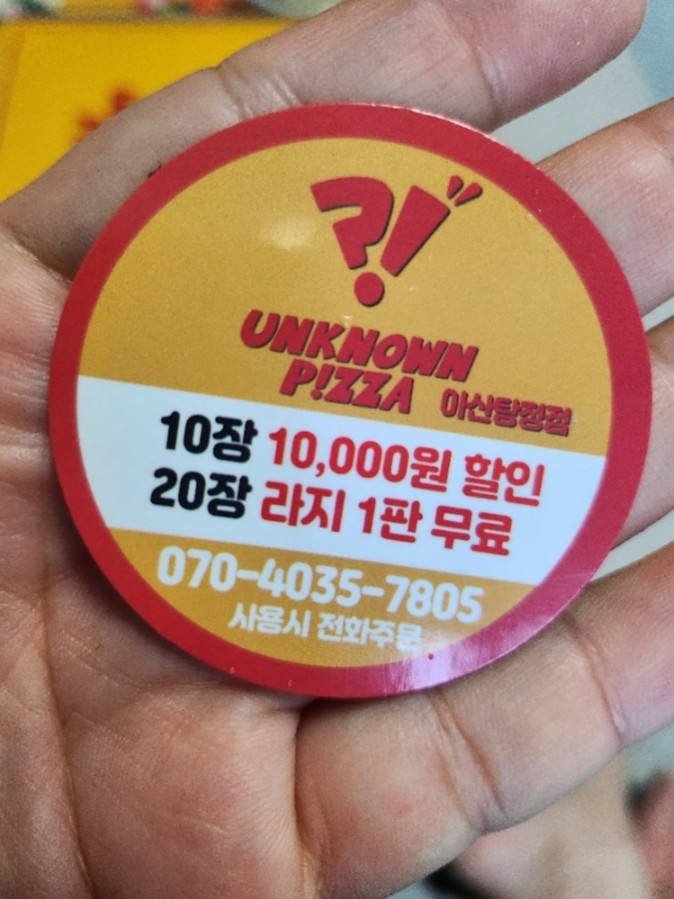 ?!
UNKNOWN
P!ZZA 아산탕정점
10장 10,000원 할인
20장 라지 1판 무료
070-4035-7805
사용시 전화주문